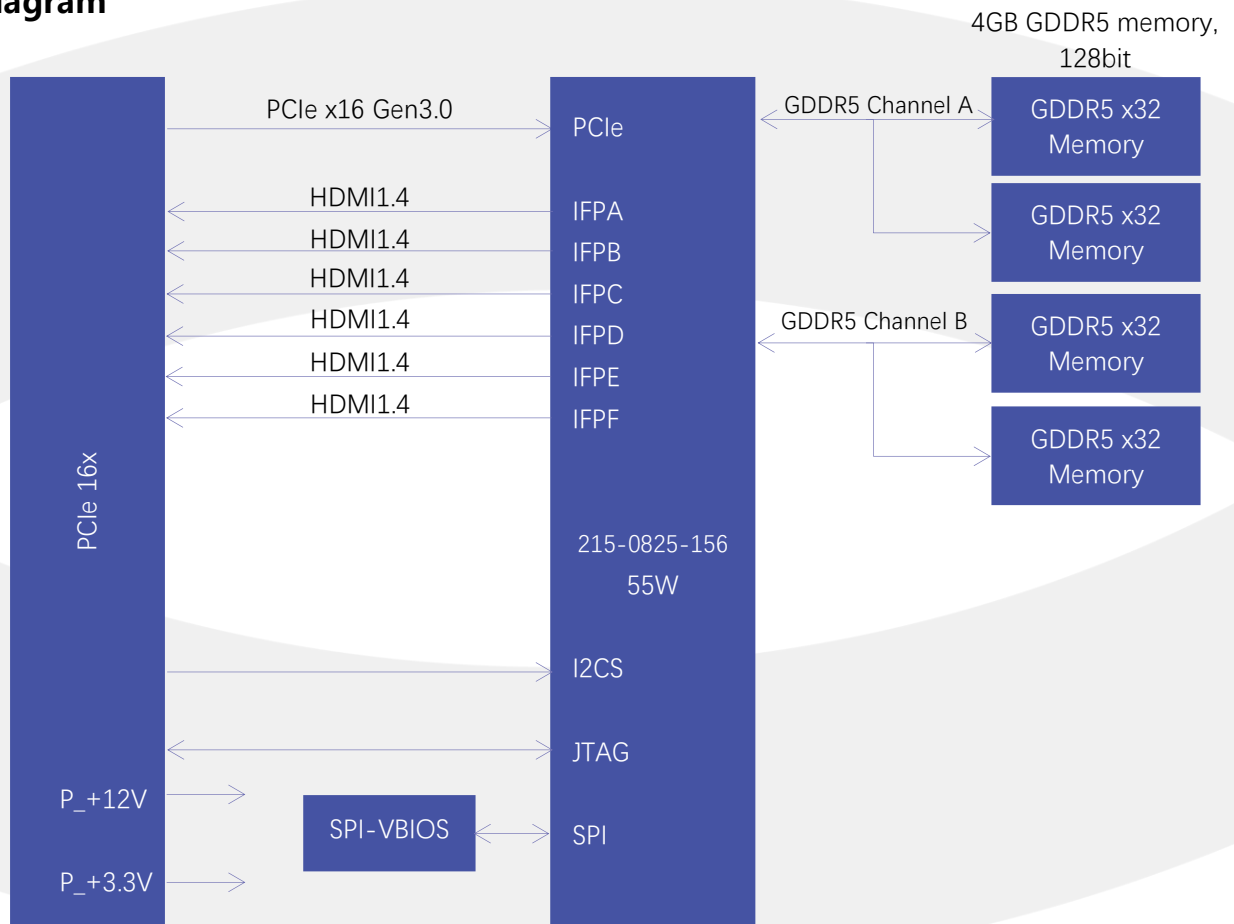 agram
4GB GDDR5 memory,
128bit
PCIe x16 Gen3.0
PCIe
GDDR5 Channel A
GDDR5 x32
Memory
HDMI1.4
IFPA
GDDR5 x32
Memory
HDMI1.4
IFPB
HDMI1.4
IFPC
HDMI1.4
IFPD
GDDR5 Channel B
GDDR5 x32
Memory
HDMI1.4
IFPE
HDMI1.4
IFPF
GDDR5 x32
Memory
PCIe 16x
215-0825-156
55W
I2CS
JTAG
P_+12V
SPI-VBIOS
SPI
P_+3.3V